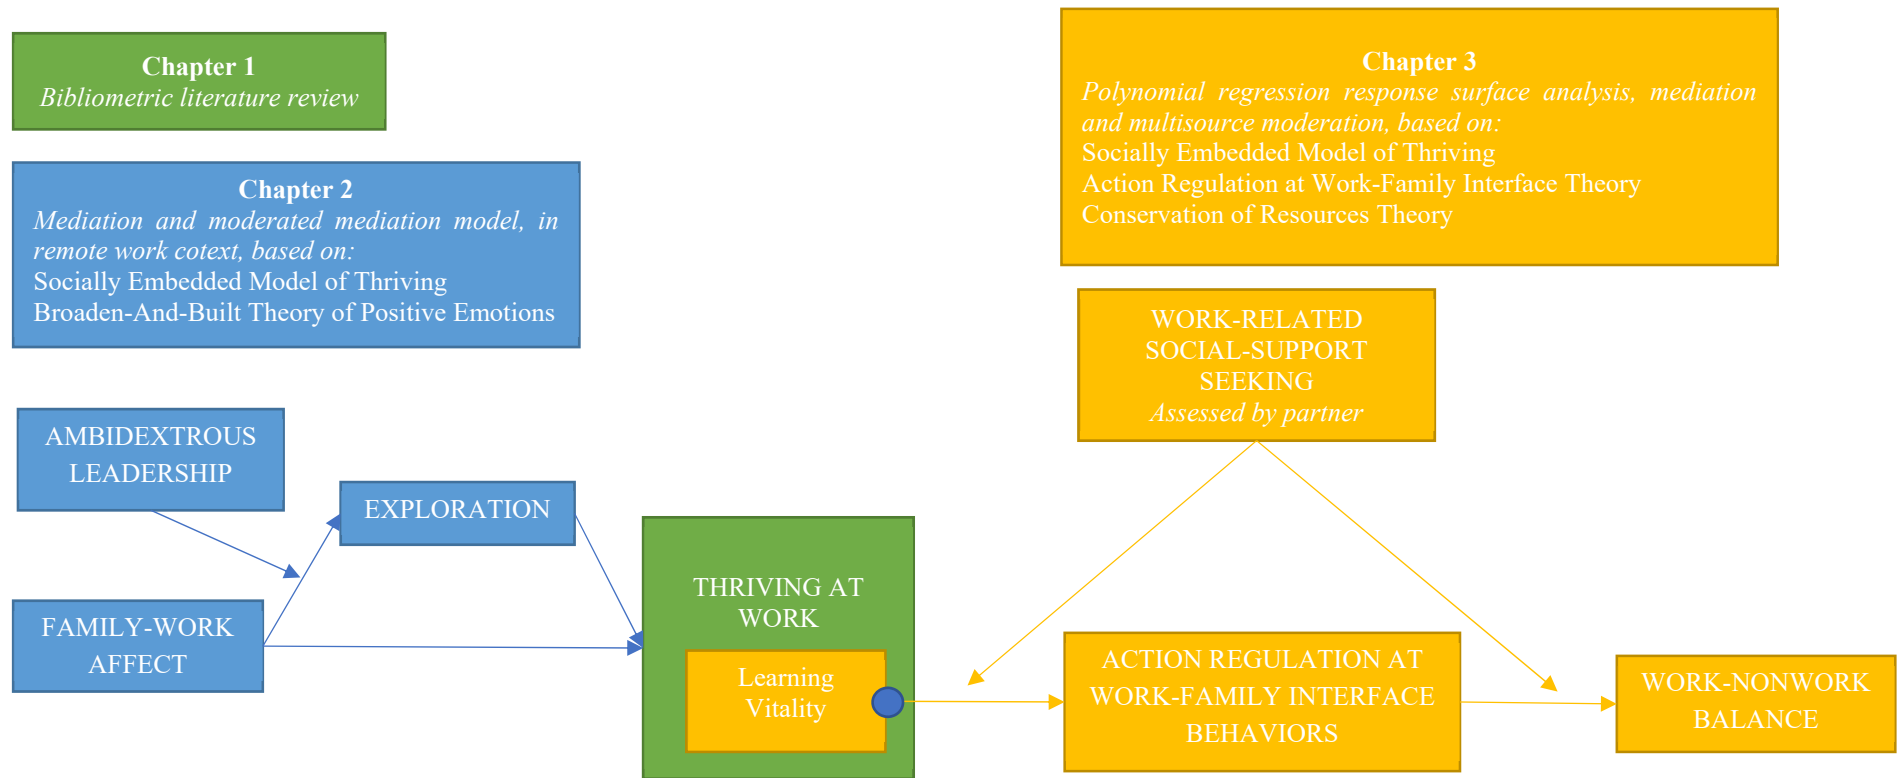 Chapter 1
Bibliometric literature review
Chapter 2
Mediation and moderated mediation model, in
remote work cotext, based on:
Socially Embedded Model of Thriving
Broaden-And-Built Theory of Positive Emotions
Chapter 3
Polynomial regression response surface analysis, mediation
and multisource moderation, based on:
Socially Embedded Model of Thriving
Action Regulation at Work-Family Interface Theory
Conservation of Resources Theory
WORK-RELATED
SOCIAL-SUPPORT
SEEKING
Assessed by partner
AMBIDEXTROUS
LEADERSHIP
EXPLORATION
FAMILY-WORK
AFFECT
THRIVING AT
WORK
Learning
Vitality
ACTION REGULATION AT
WORK-FAMILY INTERFACE
BEHAVIORS
WORK-NONWORK
BALANCE